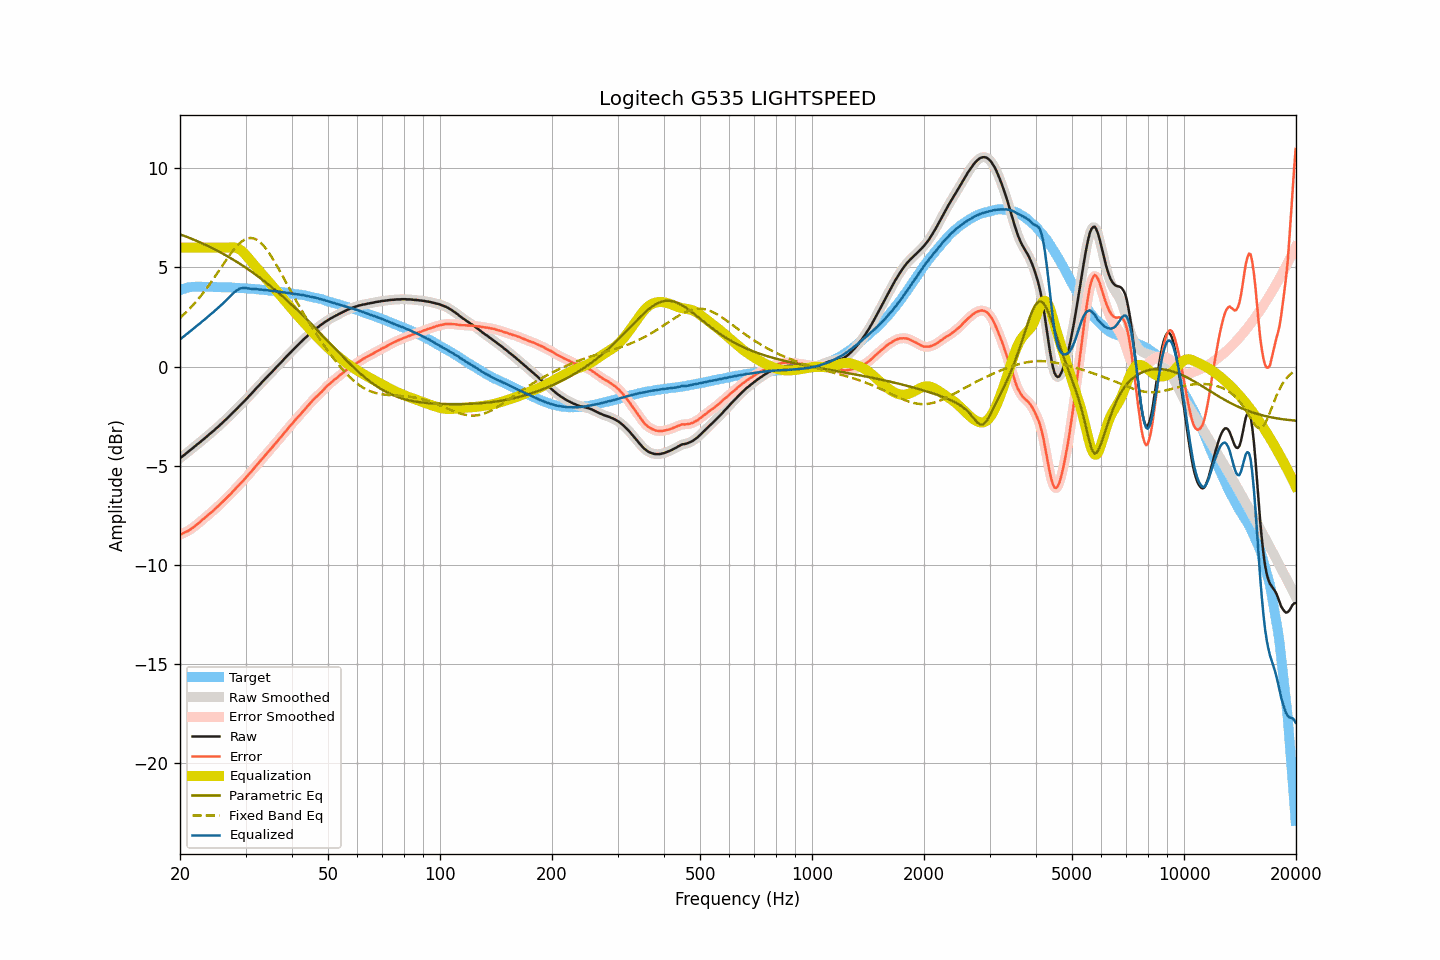 Logitech G535 LIGHTSPEED
Amplitude (dBr)
10
5
0
−5
−10
−15
−20
Target
Raw Smoothed
Error Smoothed
Raw
Error
Equalization
Parametric Eq
Fixed Band Eq
Equalized
20 50 100 200 500 1000 2000 5000 10000 20000
Frequency (Hz)